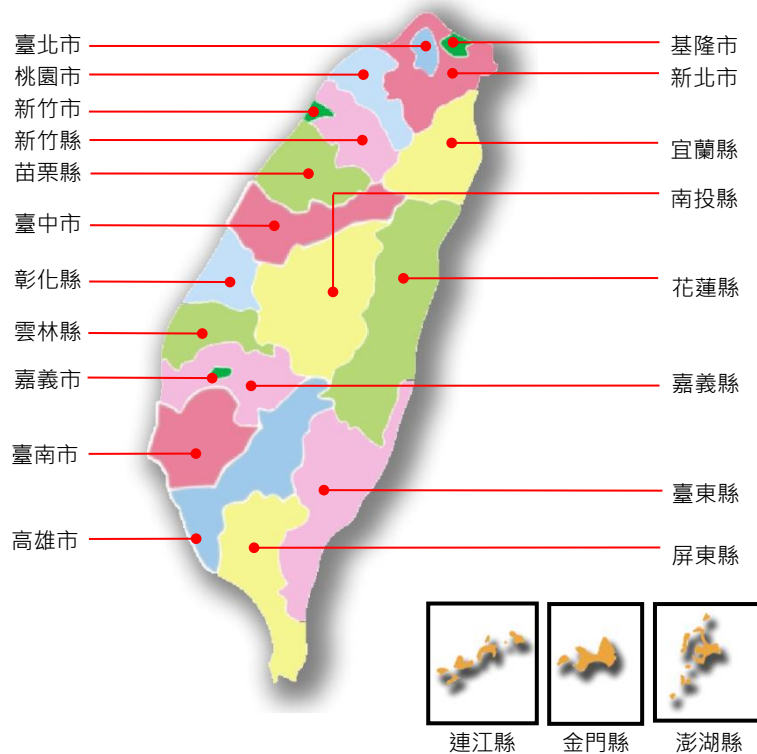 臺北市
桃園市
新竹市
新竹縣
苗栗縣
臺中市
彰化縣
雲林縣
嘉義市
臺南市
高雄市
基隆市
新北市
宜蘭縣
南投縣
花蓮縣
嘉義縣
臺東縣
屏東縣
連江縣
金門縣
澎湖縣